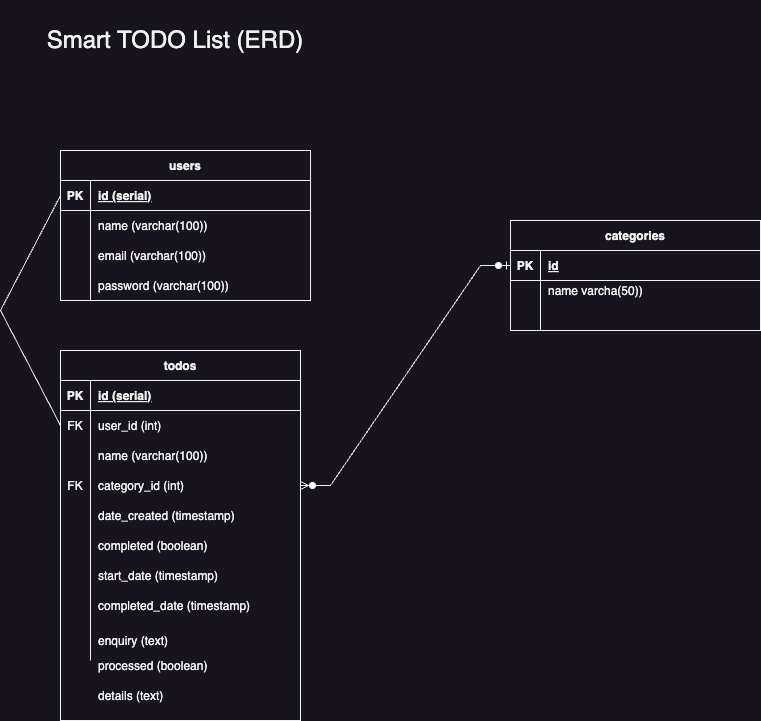 Smart TODO List (ERD)
users
PK id (serial)
name (varchar(100))
email (varchar(100))
password (varchar(100))
categories
PK id
name varcha(50))
todos
PK id (serial)
FK user_id (int)
name (varchar(100))
FK category_id (int)
date_created (timestamp)
completed (boolean)
start_date (timestamp)
completed_date (timestamp)
enquiry (text)
processed (boolean)
details (text)